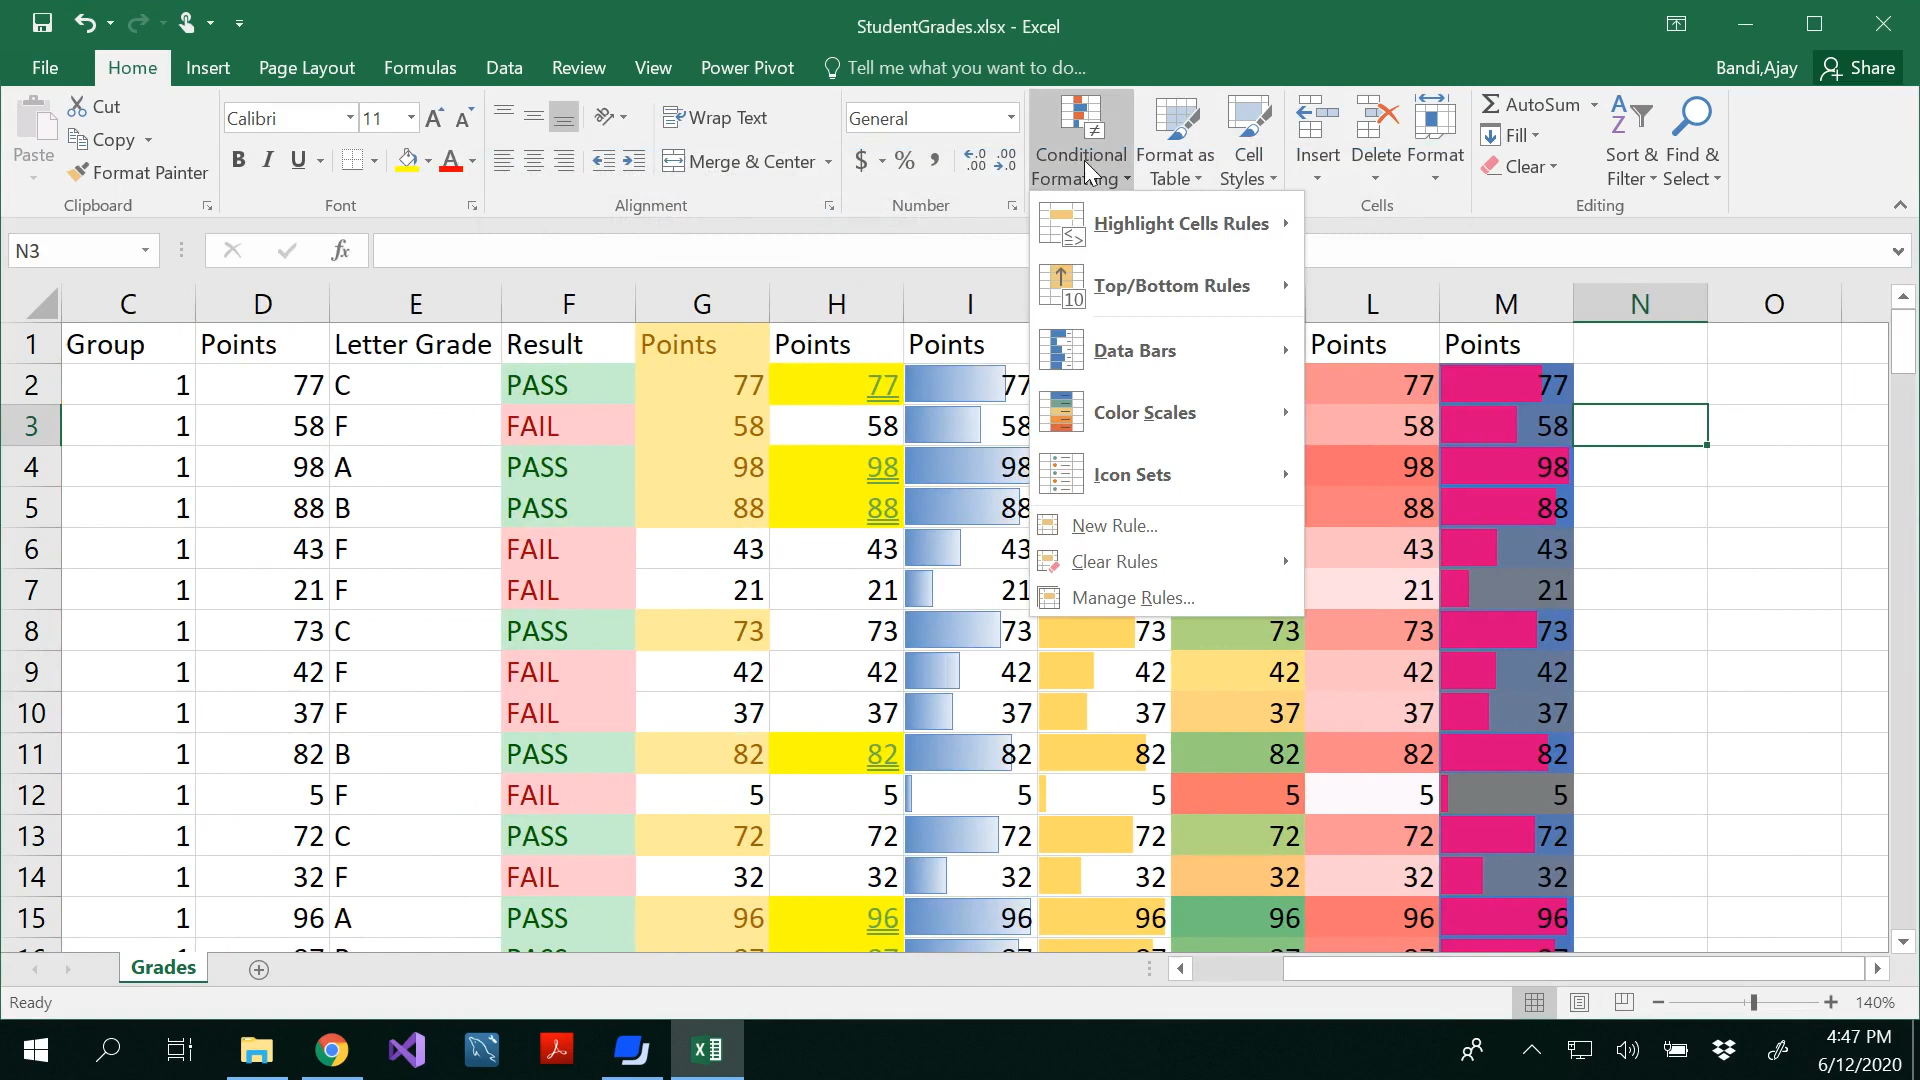 StudentGrades.xlsx - Excel
File Home Insert Page Layout Formulas Data Review View Power Pivot Tell me what you want to do... Bandi,Ajay Share
Paste Cut Copy Format Painter
Calibri 11 B I U
Wrap Text Merge & Center
General $ % , .00 .0 .00
Conditional Formatting Format as Table Cell Styles
Insert Delete Format
AutoSum Fill Clear Sort & Filter Find & Select
Clipboard Font Alignment Number Cells Editing
Highlight Cells Rules
Top/Bottom Rules
Data Bars
Color Scales
Icon Sets
New Rule...
Clear Rules
Manage Rules...
N3 fx
C D E F G H I L M N O
1 Group Points Letter Grade Result Points Points Points Points Points
2 1 77 C PASS 77 77 77 77 77
3 1 58 F FAIL 58 58 58 58 58
4 1 98 A PASS 98 98 98 98 98
5 1 88 B PASS 88 88 88 88 88
6 1 43 F FAIL 43 43 43 43 43
7 1 21 F FAIL 21 21 21 21 21
8 1 73 C PASS 73 73 73 73 73 73 73
9 1 42 F FAIL 42 42 42 42 42 42 42
10 1 37 F FAIL 37 37 37 37 37 37 37
11 1 82 B PASS 82 82 82 82 82 82 82
12 1 5 F FAIL 5 5 5 5 5 5 5
13 1 72 C PASS 72 72 72 72 72 72 72
14 1 32 F FAIL 32 32 32 32 32 32 32
15 1 96 A PASS 96 96 96 96 96 96 96
Grades
Ready 140%
4:47 PM
6/12/2020